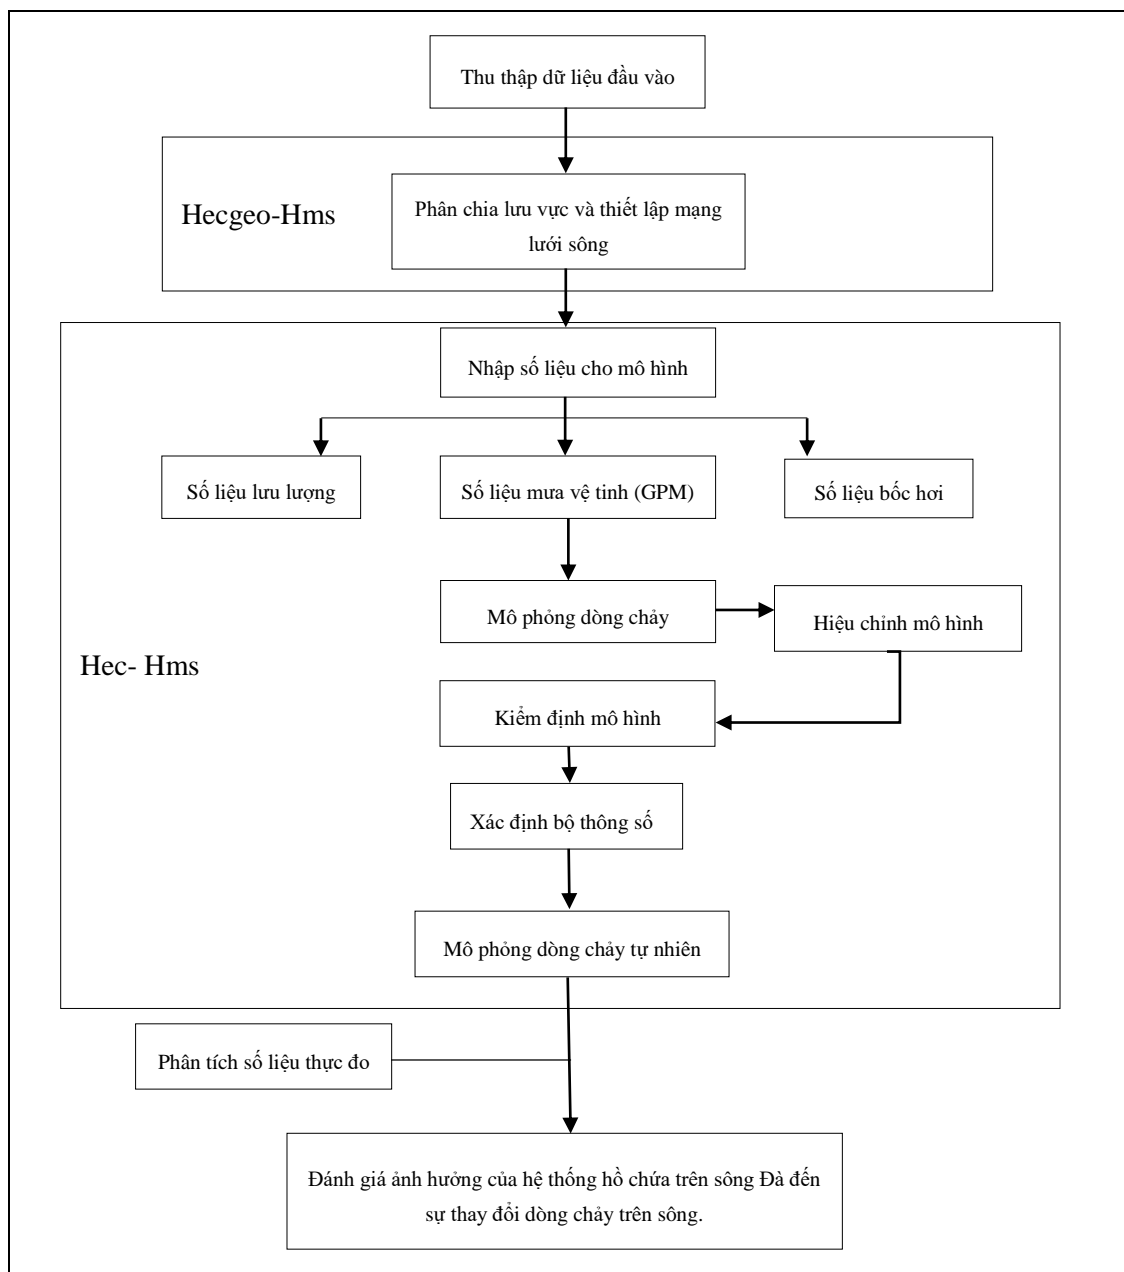 Thu thập dữ liệu đầu vào
Hecgeo-Hms
Phân chia lưu vực và thiết lập mạng
lưới sông
Nhập số liệu cho mô hình
Số liệu lưu lượng
Số liệu mưa vệ tinh (GPM)
Số liệu bốc hơi
Mô phỏng dòng chảy
Hiệu chỉnh mô hình
Hec- Hms
Kiểm định mô hình
Xác định bộ thông số
Mô phỏng dòng chảy tự nhiên
Phân tích số liệu thực đo
Đánh giá ảnh hưởng của hệ thống hồ chứa trên sông Đà đến
sự thay đổi dòng chảy trên sông.